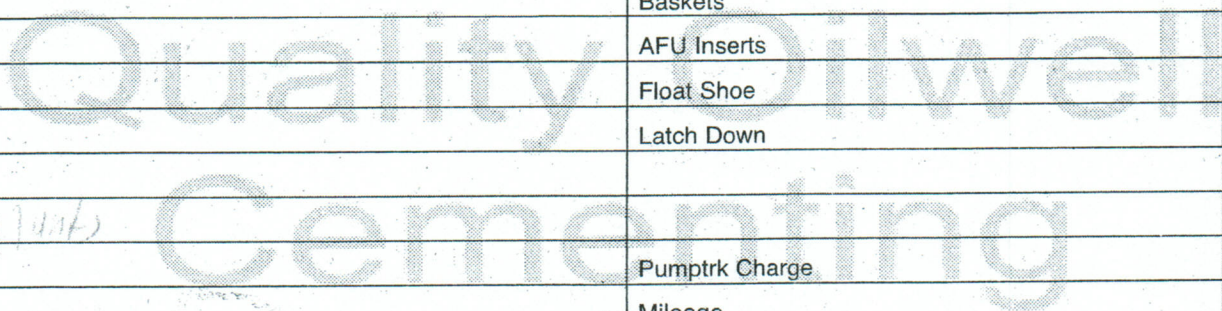 Baskets
Quality Oilwell
AFU Inserts
Float Shoe
Latch Down
Cementing
Pumptrk Charge
Mileage